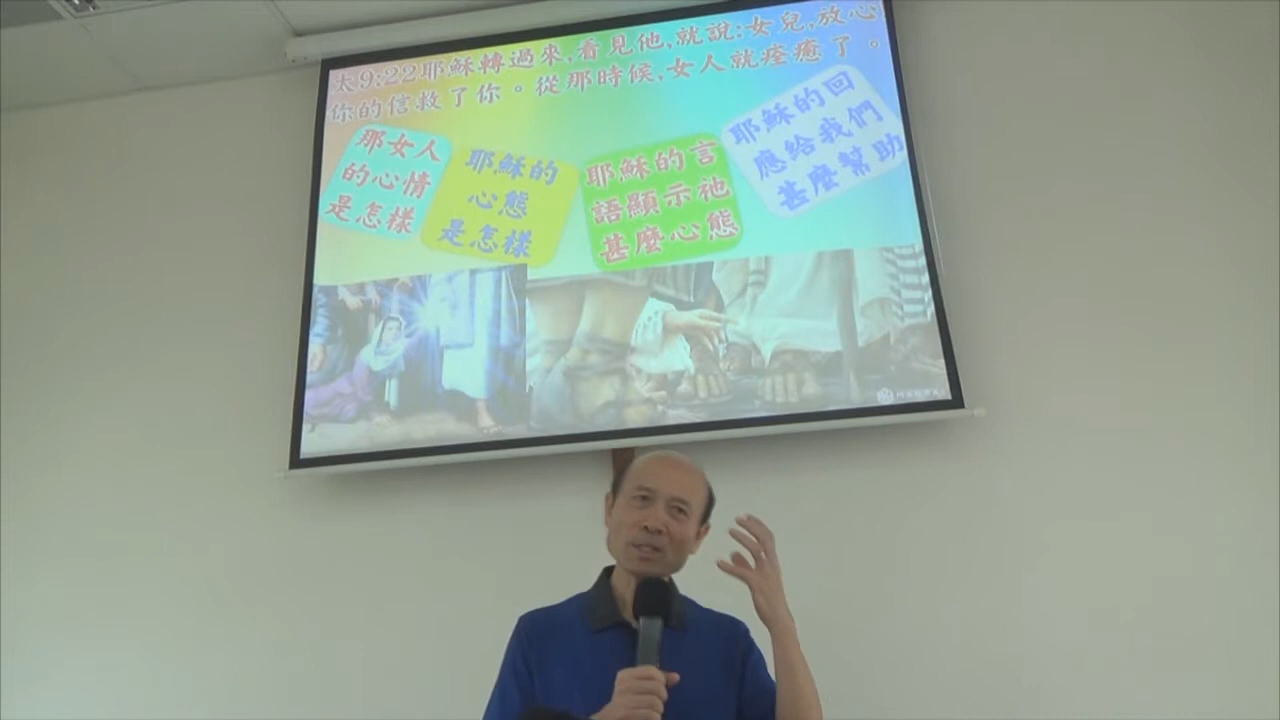 太9:22耶穌轉過來,看見他,就說:女兒,放心
你的信救了你。從那時候,女人就痊癒了。
那女人
的心情
是怎樣
耶穌的
心態
是怎樣
耶穌的言
語顯示祂
甚麼心態
耶穌的回
應給我們
甚麼幫助